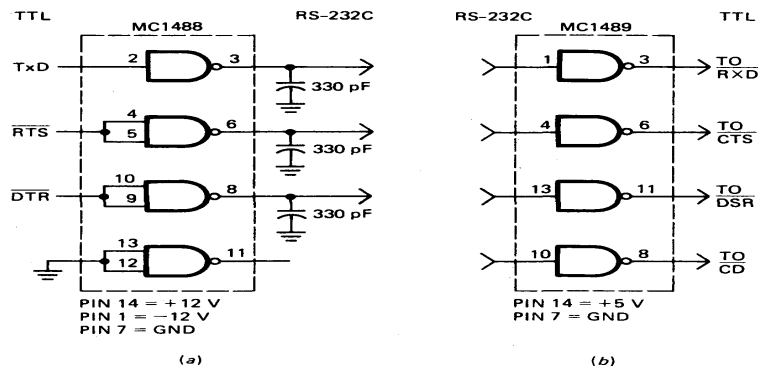 TTL
RS-232C
MC1488
TxD
2
3
330 pF
RTS
4
5
6
330 pF
DTR
10
9
8
330 pF
13
12
11
PIN 14 = +12 V
PIN 1 = −12 V
PIN 7 = GND
(a)
RS-232C
TTL
MC1489
1
3
TO
RXD
4
6
TO
CTS
13
11
TO
DSR
10
8
TO
CD
PIN 14 = +5 V
PIN 7 = GND
(b)